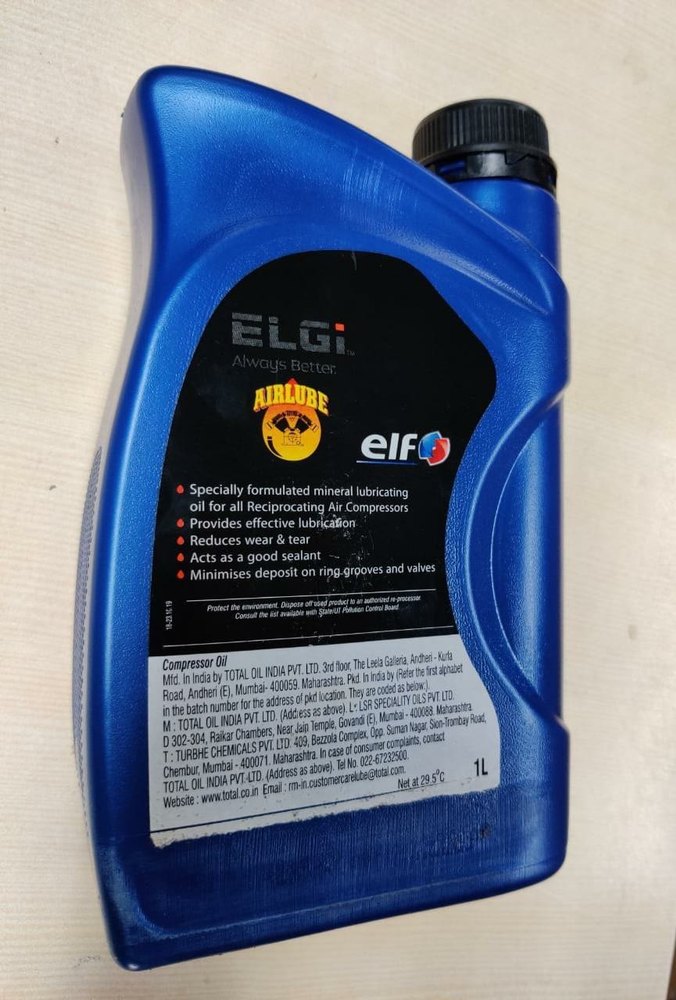 ELGi
TM
Always Better.
AIRLUBE
elf
Specially formulated mineral lubricating
oil for all Reciprocating Air Compressors
Provides effective lubrication
Reduces wear & tear
Acts as a good sealant
Minimises deposit on ring grooves and valves
Protect the environment. Dispose off used product to an authorized re-processor.
Consult the list available with State/UT Pollution Control Board
Compressor Oil
Mfd. In India by TOTAL OIL INDIA PVT. LTD. 3rd floor, The Leela Galleria, Andheri - Kurla
Road, Andheri (E), Mumbai- 400059. Maharashtra. Pkd. In India by (Refer the first alphabet
in the batch number for the address of pkd location. They are coded as below:).
M : TOTAL OIL INDIA PVT. LTD. (Address as above). L: LSR SPECIALITY OILS PVT. LTD.
D 302-304, Raikar Chambers, Near Jain Temple, Govandi (E), Mumbai - 400088. Maharashtra.
T : TURBHE CHEMICALS PVT. LTD. 409, Bezzola Complex, Opp. Suman Nagar, Sion-Trombay Road,
Chembur, Mumbai - 400071. Maharashtra. In case of consumer complaints, contact
TOTAL OIL INDIA PVT. LTD. (Address as above). Tel No. 022-67232500.
Website : www.total.co.in Email : rm-in.customercarelube@total.com.
Net at 29.5°C
1L